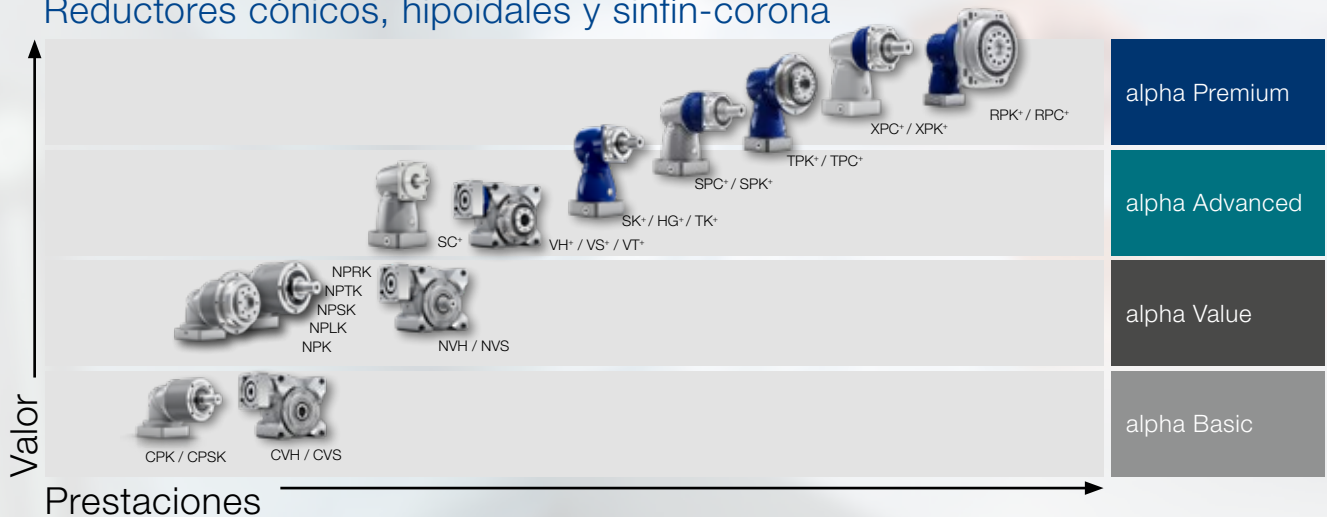 Reductores cónicos, hipoidales y sinfín-corona
Valor
alpha Premium
RPK⁺ / RPC⁺
XPC⁺ / XPK⁺
TPK⁺ / TPC⁺
alpha Advanced
SPC⁺ / SPK⁺
SK⁺ / HG⁺ / TK⁺
SC⁺
VH⁺ / VS⁺ / VT⁺
alpha Value
NPRK
NPTK
NPSK
NPLK
NPK
NVH / NVS
alpha Basic
CPK / CPSK
CVH / CVS
Prestaciones